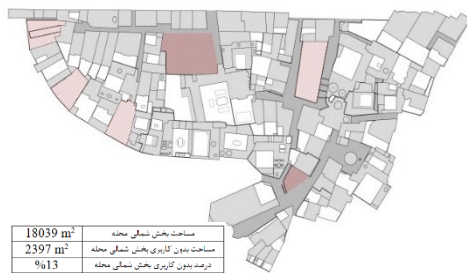 مساحت بخش شمالی محله 18039 m²
مساحت بدون کاربری بخش شمالی محله 2397 m²
درصد بدون کاربری بخش شمالی محله %13